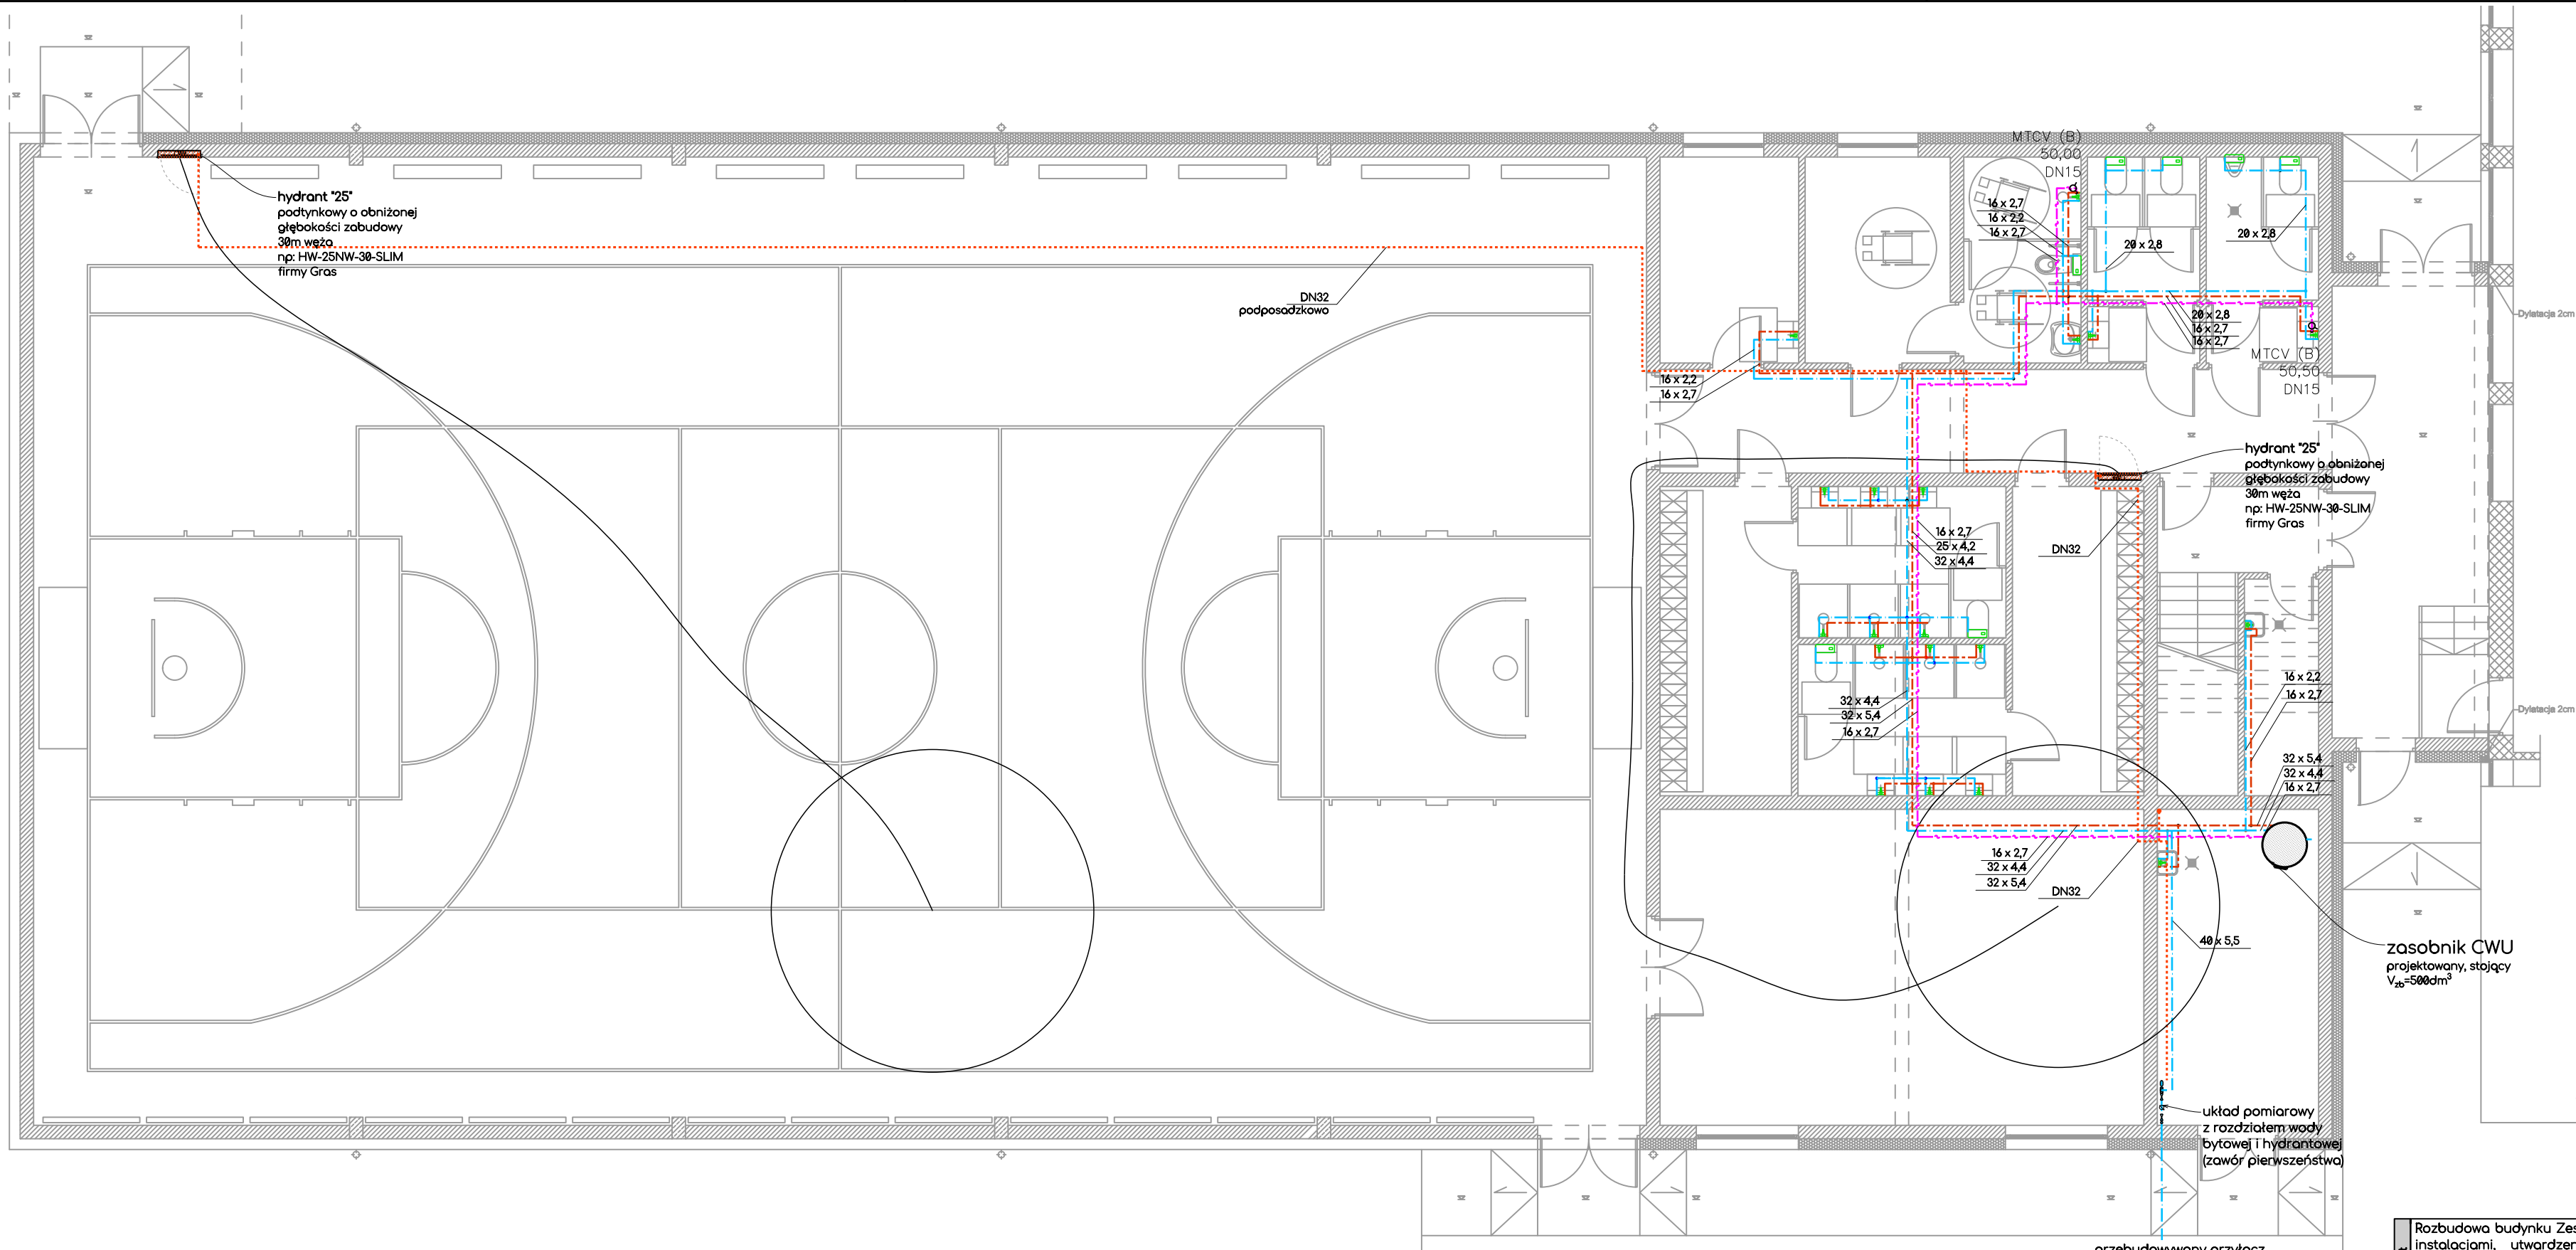 hydrant "25"
podtynkowy o obniżonej
głębokości zabudowy
30m węża
np: HW-25NW-30-SLIM
firmy Gras
DN32
podposadzkowo
MTCV (B)
50,00
DN15
16 x 2,7
16 x 2,2
16 x 2,7
20 x 2,8
20 x 2,8
20 x 2,8
16 x 2,7
16 x 2,7
MTCV (B)
50,50
DN15
16 x 2,2
16 x 2,7
Dylatacja 2cm
hydrant "25"
podtynkowy o obniżonej
głębokości zabudowy
30m węża
np: HW-25NW-30-SLIM
firmy Gras
16 x 2,7
25 x 4,2
32 x 4,4
DN32
32 x 4,4
32 x 5,4
16 x 2,7
16 x 2,2
16 x 2,7
Dylatacja 2cm
32 x 5,4
32 x 4,4
16 x 2,7
16 x 2,7
32 x 4,4
32 x 5,4
DN32
40 x 5,5
zasobnik CWU
projektowany, stojący
Vzb=500dm³
układ pomiarowy
z rozdziałem wody
bytowej i hydrantowej
(zawór pierwszeństwa)
Rozbudowa budynku Zes
instalacjami, utwardzen
przebudowywany przyłącz